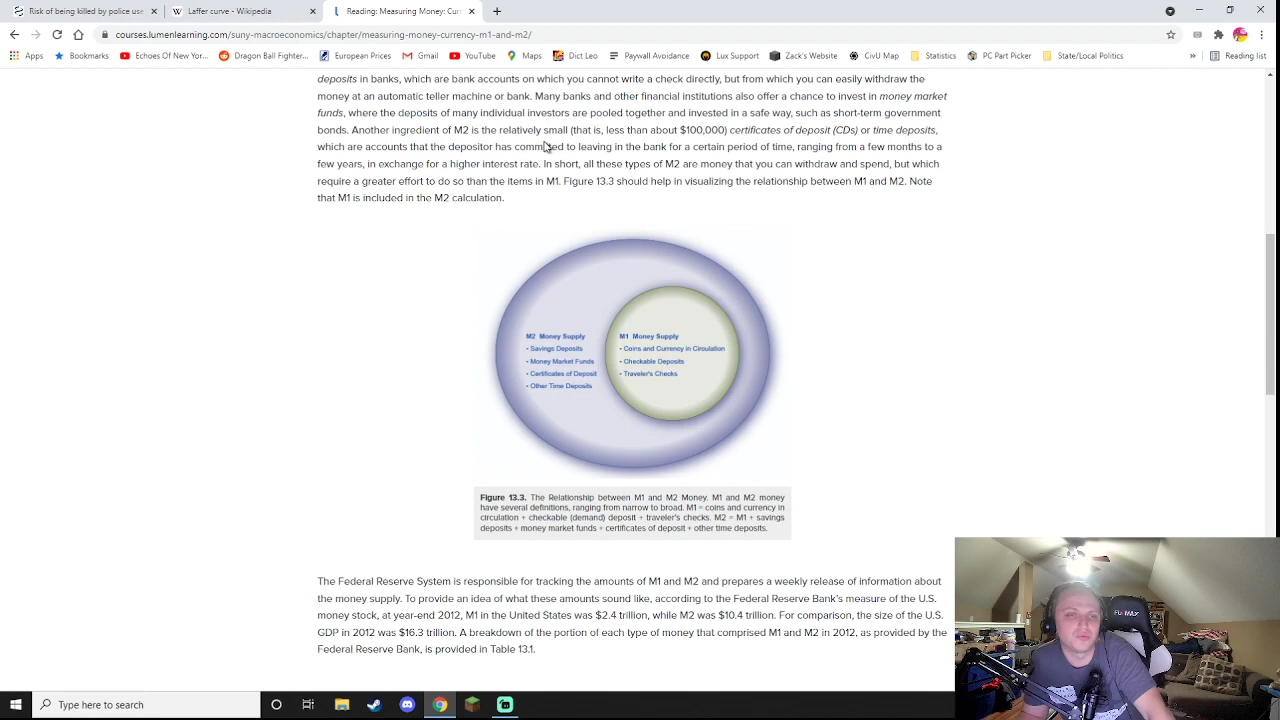 Risk of being killed by police use
Laffer curve - Wikipedia
Reading: Measuring Money: Cur
courses.lumenlearning.com/suny-macroeconomics/chapter/measuring-money-currency-m1-and-m2/
Apps
Bookmarks
Echoes Of New Yor...
Dragon Ball Fighter...
European Prices
Gmail
YouTube
Maps
Dict Leo
Paywall Avoidance
Lux Support
Zack's Website
CivU Map
Statistics
PC Part Picker
State/Local Politics
»
Reading list
deposits in banks, which are bank accounts on which you cannot write a check directly, but from which you can easily withdraw the
money at an automatic teller machine or bank. Many banks and other financial institutions also offer a chance to invest in money market
funds, where the deposits of many individual investors are pooled together and invested in a safe way, such as short-term government
bonds. Another ingredient of M2 is the relatively small (that is, less than about $100,000) certificates of deposit (CDs) or time deposits,
which are accounts that the depositor has committed to leaving in the bank for a certain period of time, ranging from a few months to a
few years, in exchange for a higher interest rate. In short, all these types of M2 are money that you can withdraw and spend, but which
require a greater effort to do so than the items in M1. Figure 13.3 should help in visualizing the relationship between M1 and M2. Note
that M1 is included in the M2 calculation.
M2 Money Supply
• Savings Deposits
• Money Market Funds
• Certificates of Deposit
• Other Time Deposits
M1 Money Supply
• Coins and Currency in Circulation
• Checkable Deposits
• Traveler's Checks
Figure 13.3. The Relationship between M1 and M2 Money. M1 and M2 money
have several definitions, ranging from narrow to broad. M1 = coins and currency in
circulation + checkable (demand) deposit + traveler's checks. M2 = M1 + savings
deposits + money market funds + certificates of deposit + other time deposits.
The Federal Reserve System is responsible for tracking the amounts of M1 and M2 and prepares a weekly release of information about
the money supply. To provide an idea of what these amounts sound like, according to the Federal Reserve Bank's measure of the U.S.
money stock, at year-end 2012, M1 in the United States was $2.4 trillion, while M2 was $10.4 trillion. For comparison, the size of the U.S.
GDP in 2012 was $16.3 trillion. A breakdown of the portion of each type of money that comprised M1 and M2 in 2012, as provided by the
Federal Reserve Bank, is provided in Table 13.1.
Type here to search